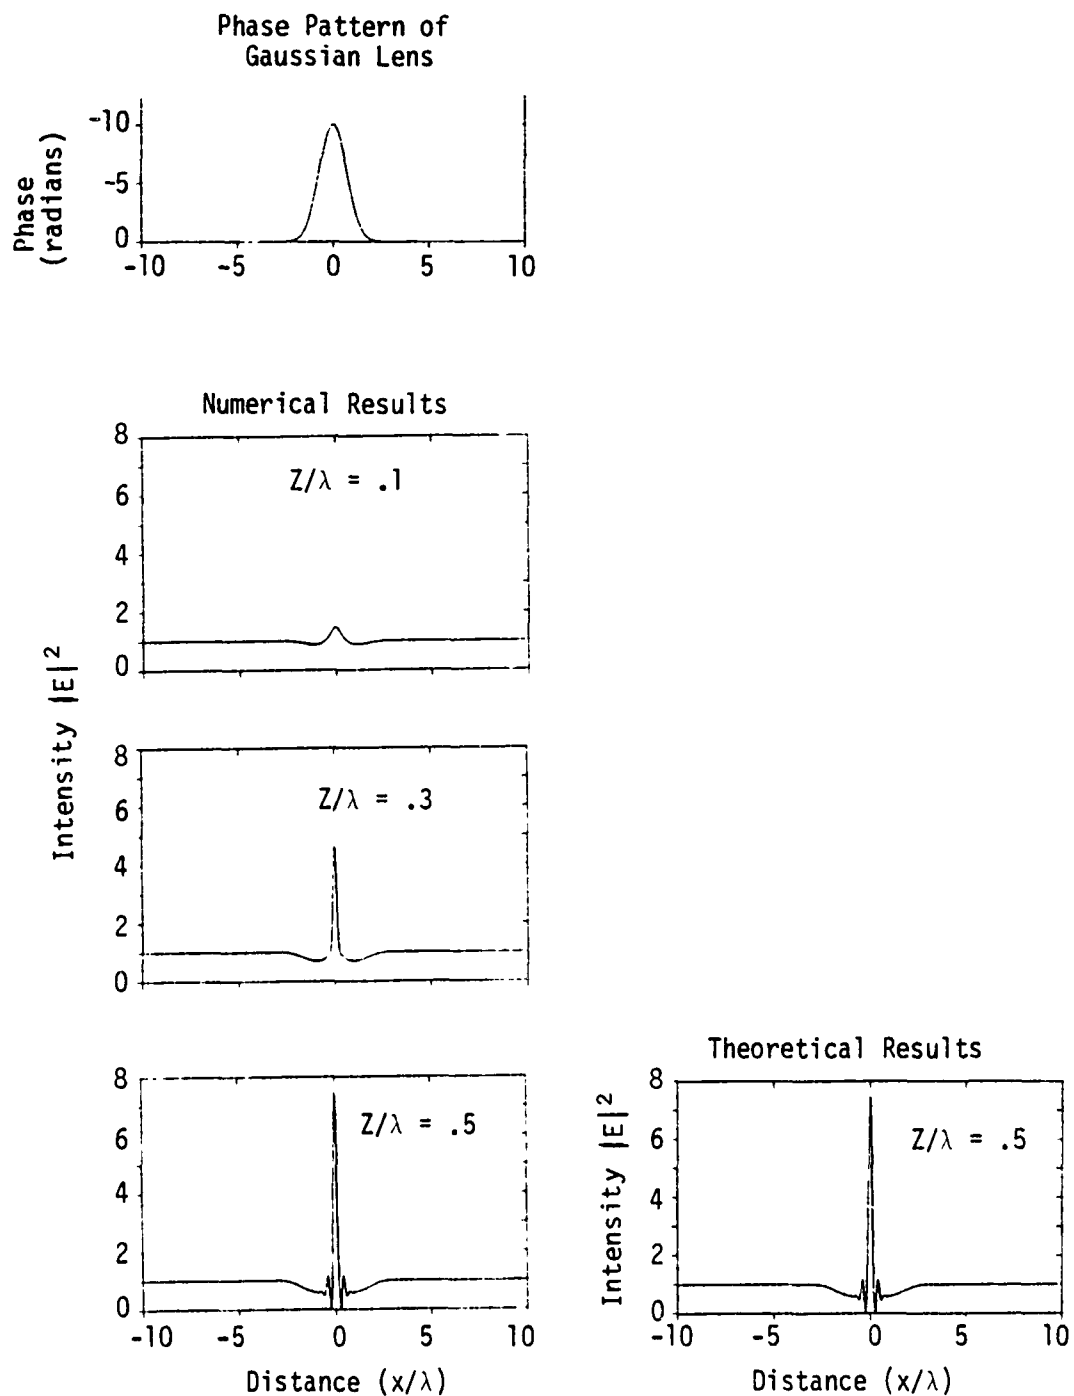 Phase Pattern of
Gaussian Lens
Phase
(radians)
-10
-5
0
-10 -5 0 5 10
Numerical Results
Intensity |E|²
8
6
4
2
0
Z/λ = .1
8
6
4
2
0
Z/λ = .3
8
6
4
2
0
Z/λ = .5
-10 -5 0 5 10
Distance (x/λ)
Theoretical Results
Intensity |E|²
8
6
4
2
0
Z/λ = .5
-10 -5 0 5 10
Distance (x/λ)